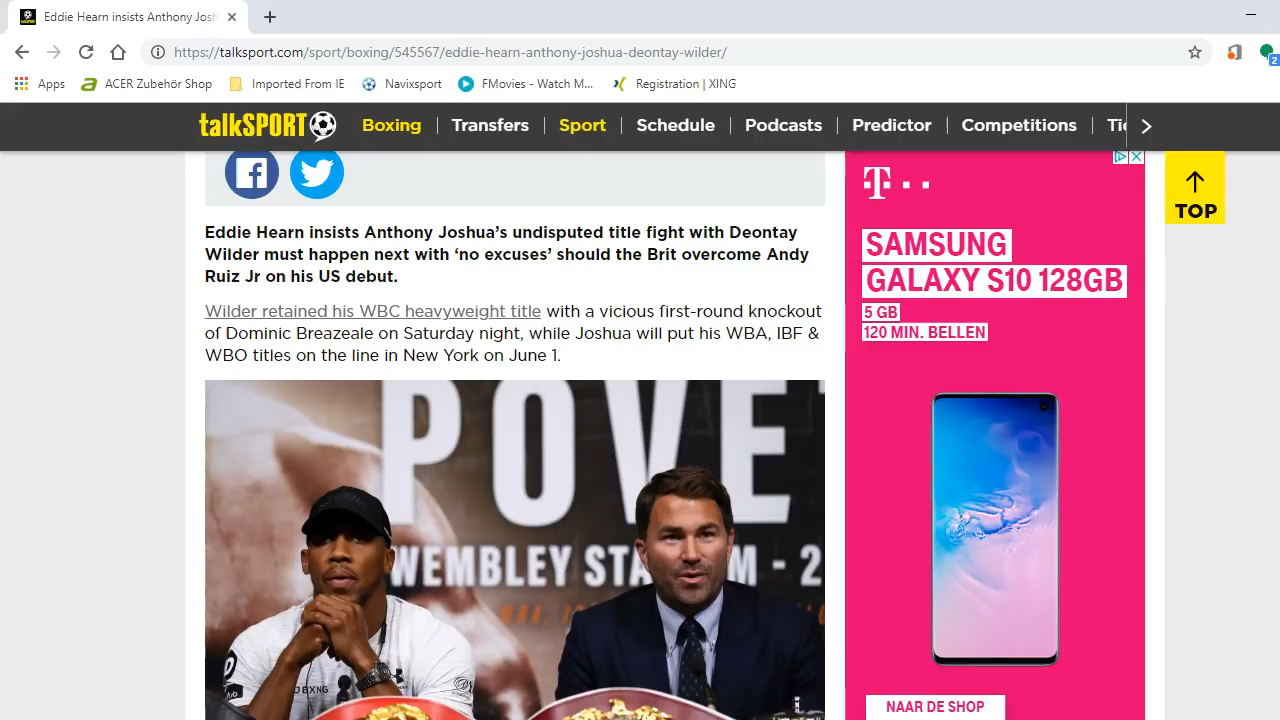 Eddie Hearn insists Anthony Josh
https://talksport.com/sport/boxing/545567/eddie-hearn-anthony-joshua-deontay-wilder/
2
Apps
ACER Zubehör Shop
Imported From IE
Navixsport
FMovies - Watch M...
Registration | XING
talkSPORT
Boxing
Transfers
Sport
Schedule
Podcasts
Predictor
Competitions
TOP
Eddie Hearn insists Anthony Joshua’s undisputed title fight with Deontay
Wilder must happen next with ‘no excuses’ should the Brit overcome Andy
Ruiz Jr on his US debut.
Wilder retained his WBC heavyweight title with a vicious first-round knockout
of Dominic Breazeale on Saturday night, while Joshua will put his WBA, IBF &
WBO titles on the line in New York on June 1.
POVE
WEMBLEY STA M - 2
JBXNG
T
SAMSUNG
GALAXY S10 128GB
5 GB
120 MIN. BELLEN
NAAR DE SHOP